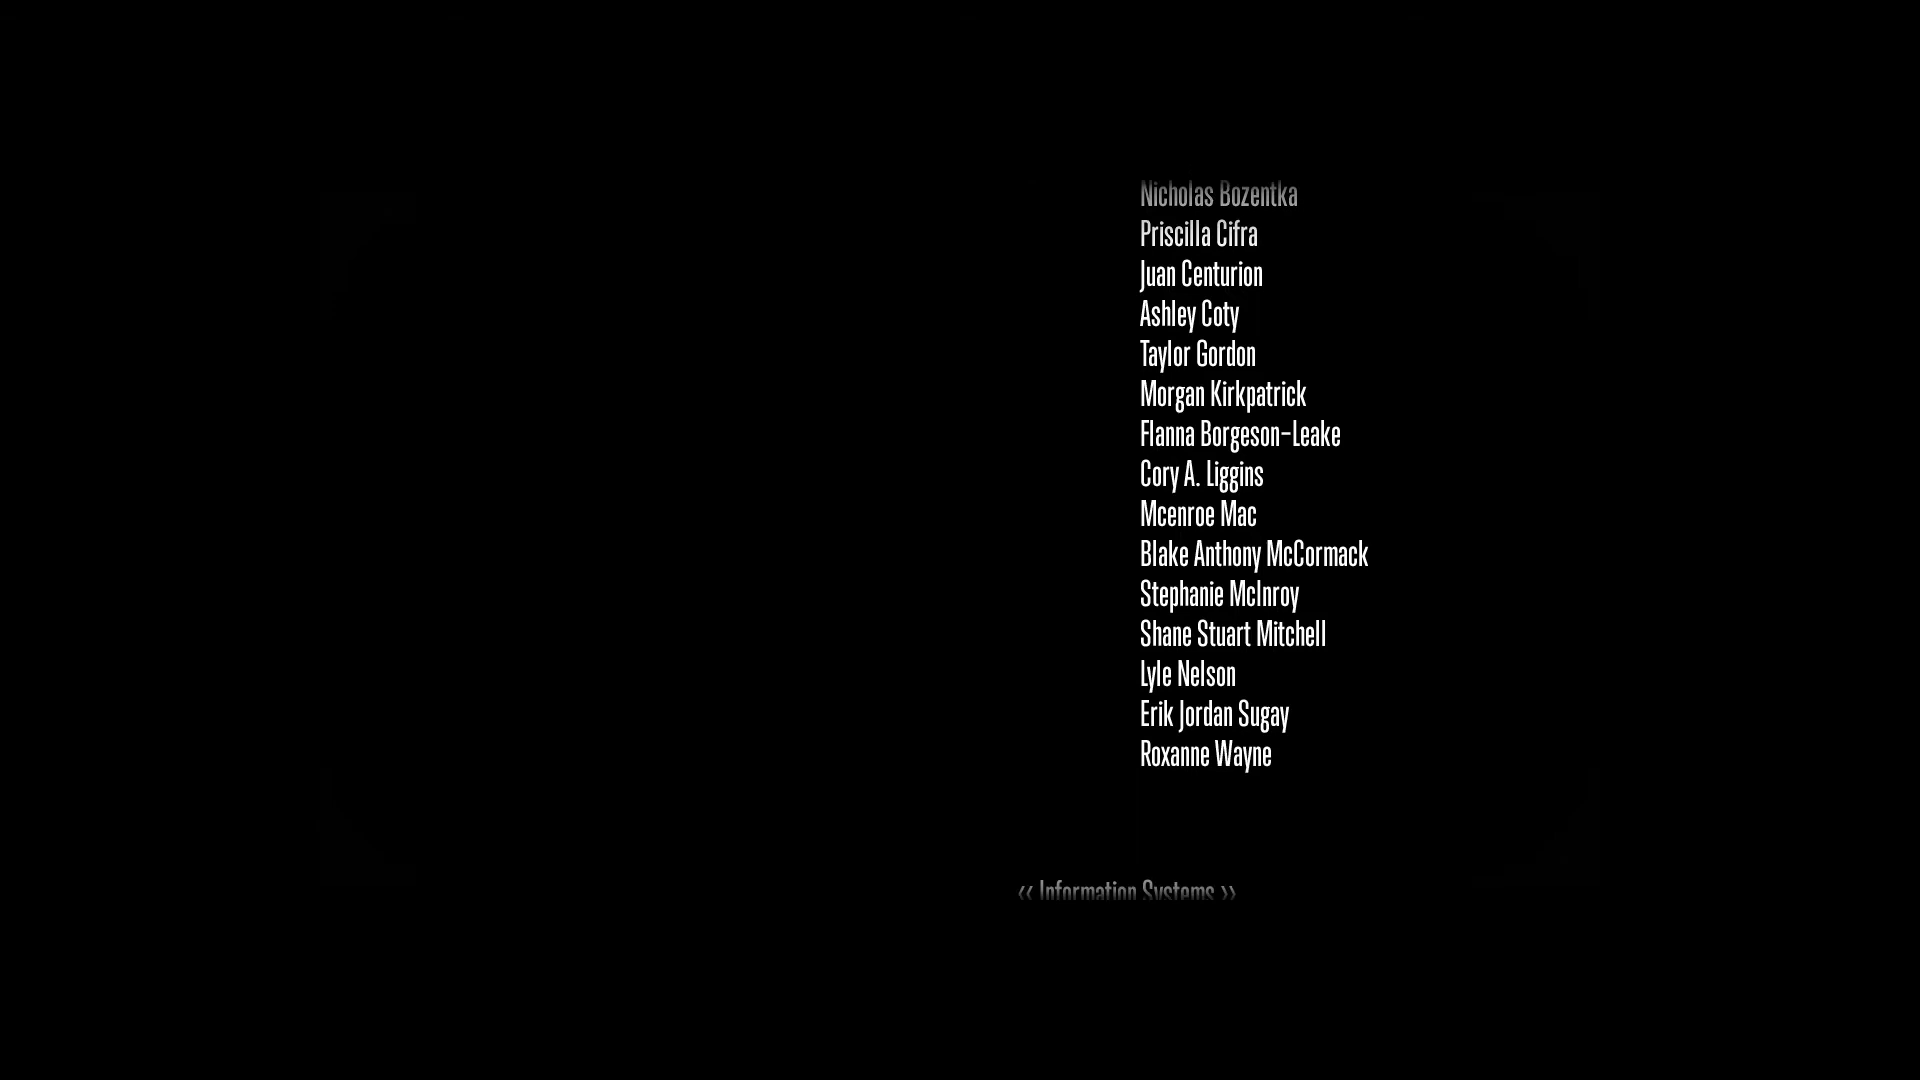 Nicholas Bozentka
Priscilla Cifra
Juan Centurion
Ashley Coty
Taylor Gordon
Morgan Kirkpatrick
Flanna Borgeson-Leake
Cory A. Liggins
Mcenroe Mac
Blake Anthony McCormack
Stephanie McInroy
Shane Stuart Mitchell
Lyle Nelson
Erik Jordan Sugay
Roxanne Wayne
‹‹ Information Systems ››